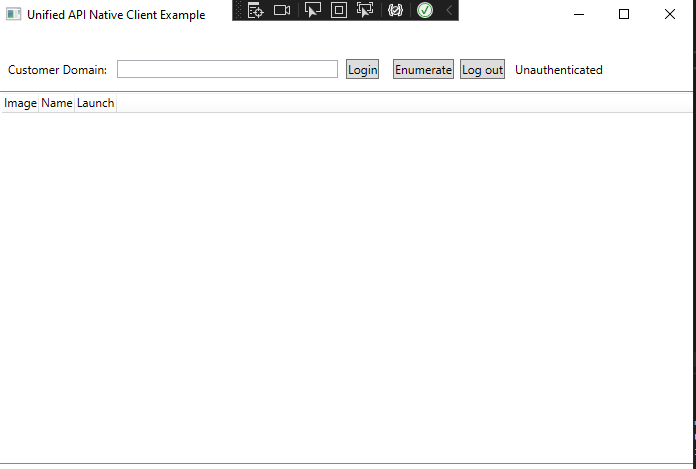 Unified API Native Client Example
Customer Domain: Login Enumerate Log out Unauthenticated
Image Name Launch